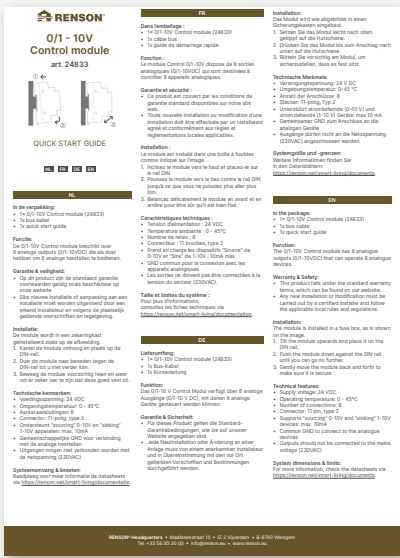 RENSON
0/1 - 10V
Control module
art. 24833
QUICK START GUIDE
NL FR DE EN
NL
In de verpakking:
• 1x 0-10V Control module (24833)
• 1x bus kabel
• 1x quick start guide
Functie:
De 0/1-10V Control module beschikt over
8 analoge outputs (0/1-10VDC) die als doel
hebben om 8 analoge toestellen te bedienen.
Garantie & veiligheid:
• Op dit product zijn de standaard garantie
voorwaarden geldig zoals beschikbaar op
onze website.
• Elke nieuwe installatie of aanpassing aan een
installatie moet worden uitgevoerd door een
erkend installateur en volgens de plaatselijk
geldende voorschriften en regelgeving.
Installatie:
De module wordt in een zekeringkast
geïnstalleerd zoals op de afbeelding.
1. Kantel de module omhoog en plaats op de
DIN-rail.
2. Duw de module naar beneden tegen de
DIN-rail tot u niet verder kan.
3. Beweeg de module voorzichtig heen en weer
om er zeker van te zijn dat deze goed vast zit.
Technische kenmerken:
• Voedingsspanning: 24 VDC
• Omgevingstemperatuur: 0 - 45°C
• Aantal aansluitingen: 8
• Connector: 11-polig, type 2
• Ondersteunt "sourcing" 0-10V en "sinking"
1-10V apparaten: max. 10mA
• Gemeenschappelijke GND voor verbinding
met de analoge toestellen
• Uitgangen mogen niet verbonden worden met
de netspanning (230VAC)
Systeemomvang & limieten:
Raadpleeg voor meer informatie de datasheets
via https://renson.net/smart-living/documentatie.
FR
Dans l'emballage :
• 1x 0-10V Control module (24833)
• 1x câble bus
• 1x guide de démarrage rapide
Fonction :
Le module Control 0/1-10V dispose de 8 sorties
analogiques (0/1-10VDC) qui sont destinées à
contrôler 8 appareils analogiques.
Garantie et sécurité :
• Ce produit est couvert par les conditions de
garantie standard disponibles sur notre site
web.
• Toute nouvelle installation ou modification d'une
installation doit être effectuée par un installateur
agréé et conformément aux règles et
réglementations locales applicables.
Installation :
Le module est installé dans une boîte à fusibles
comme indiqué sur l'image.
1. Inclinez le module vers le haut et placez-le sur
le rail DIN.
2. Poussez le module vers le bas contre le rail DIN
jusqu'à ce que vous ne puissiez plus aller plus
loin.
3. Balancez délicatement le module en avant et en
arrière pour être sûr qu'il est bien fixé.
Caractéristiques techniques :
• Tension d'alimentation : 24 VDC
• Température ambiante : 0 - 45°C
• Nombre de relais : 8
• Connecteur : 11 broches, type 2
• Prend en charge les dispositifs "Source" de
0-10V et "Sink" de 1-10V : max 10mA
• GND commun pour la connexion avec les
appareils analogiques.
• Les sorties ne doivent pas être connectées à la
tension du secteur (230VAC).
Taille et limites du système :
Pour plus d'informations,
consultez les fiches techniques via
https://renson.net/smart-living/documentation.
DE
Lieferumfang:
• 1x 0-10V Control module (24833)
• 1x Bus-Kabel
• 1x Kurzanleitung
Funktion:
Das 0/1-10 V Control Modul verfügt über 8 analoge
Ausgänge (0/1-10 VDC), mit denen 8 analoge
Geräte gesteuert werden können.
Garantie & Sicherheit:
• Für dieses Produkt gelten die Standard-
Garantiebedingungen, wie sie auf unserer
Website angegeben sind.
• Jede Neuinstallation oder Änderung an einer
Anlage muss von einem anerkannten Installateur
und in Übereinstimmung mit den vor Ort
geltenden Vorschriften und Bestimmungen
durchgeführt werden.
Installation:
Das Modul wird wie abgebildet in einem
Sicherungskasten eingebaut.
1. Setzen Sie das Modul leicht nach oben
gekippt auf die Hutschiene.
2. Drücken Sie das Modul bis zum Anschlag nach
unten auf die Hutschiene.
3. Rütteln Sie vorsichtig am Modul, um
sicherzustellen, dass es fest sitzt.
Technische Merkmale:
• Versorgungsspannung: 24 V DC
• Umgebungstemperatur: 0-45 °C
• Anzahl der Anschlüsse: 8
• Stecker: 11-polig, Typ 2
• Unterstützt stromliefernde (0-10 V) und
stromziehende (1-10 V) Geräte: max 10 mA
• Gemeinsamer GND zum Anschluss an die
analogen Geräte
• Ausgänge dürfen nicht an die Netzspannung
(230VAC) angeschlossen werden.
Systemgröße und -grenzen:
Weitere Informationen finden Sie
in den Datenblättern:
https://renson.net/smart-living/documents.
EN
In the package:
• 1x 0-10V Control module (24833)
• 1x bus cable
• 1x quick start guide
Function:
The 0/1-10V Control module has 8 analogue
outputs (0/1-10VDC) that can operate 8 analogue
devices.
Warranty & Safety:
• This product falls under the standard warranty
terms, which can be found on our website.
• Any new installation or modification must be
carried out by a certified installer and follow
the applicable local rules and regulations.
Installation:
The module is installed in a fuse box, as is shown
on the image.
1. Tilt the module upwards and place it on the
DIN rail.
2. Push the module down against the DIN rail
until you can go no further.
3. Gently move the module back and forth to
make sure it is secure.
Technical features:
• Supply voltage: 24 VDC
• Operating temperature: 0 - 45°C
• Number of connections: 8
• Connector: 11 pin, type 2
• Supports "sourcing" 0-10V and "sinking" 1-10V
devices: max. 10mA
• Common GND to connect to the analogue
devices
• Outputs should not be connected to the mains
voltage (230VAC)
System dimensions & limits:
For more information, check the datasheets via
https://renson.net/smart-living/documents.
RENSON® Headquarters • Maalbeekstraat 10 • IZ 2 Vijverdam • B-8790 Waregem
Tel. +32 56 30 30 00 • info@renson.eu • www.renson.eu